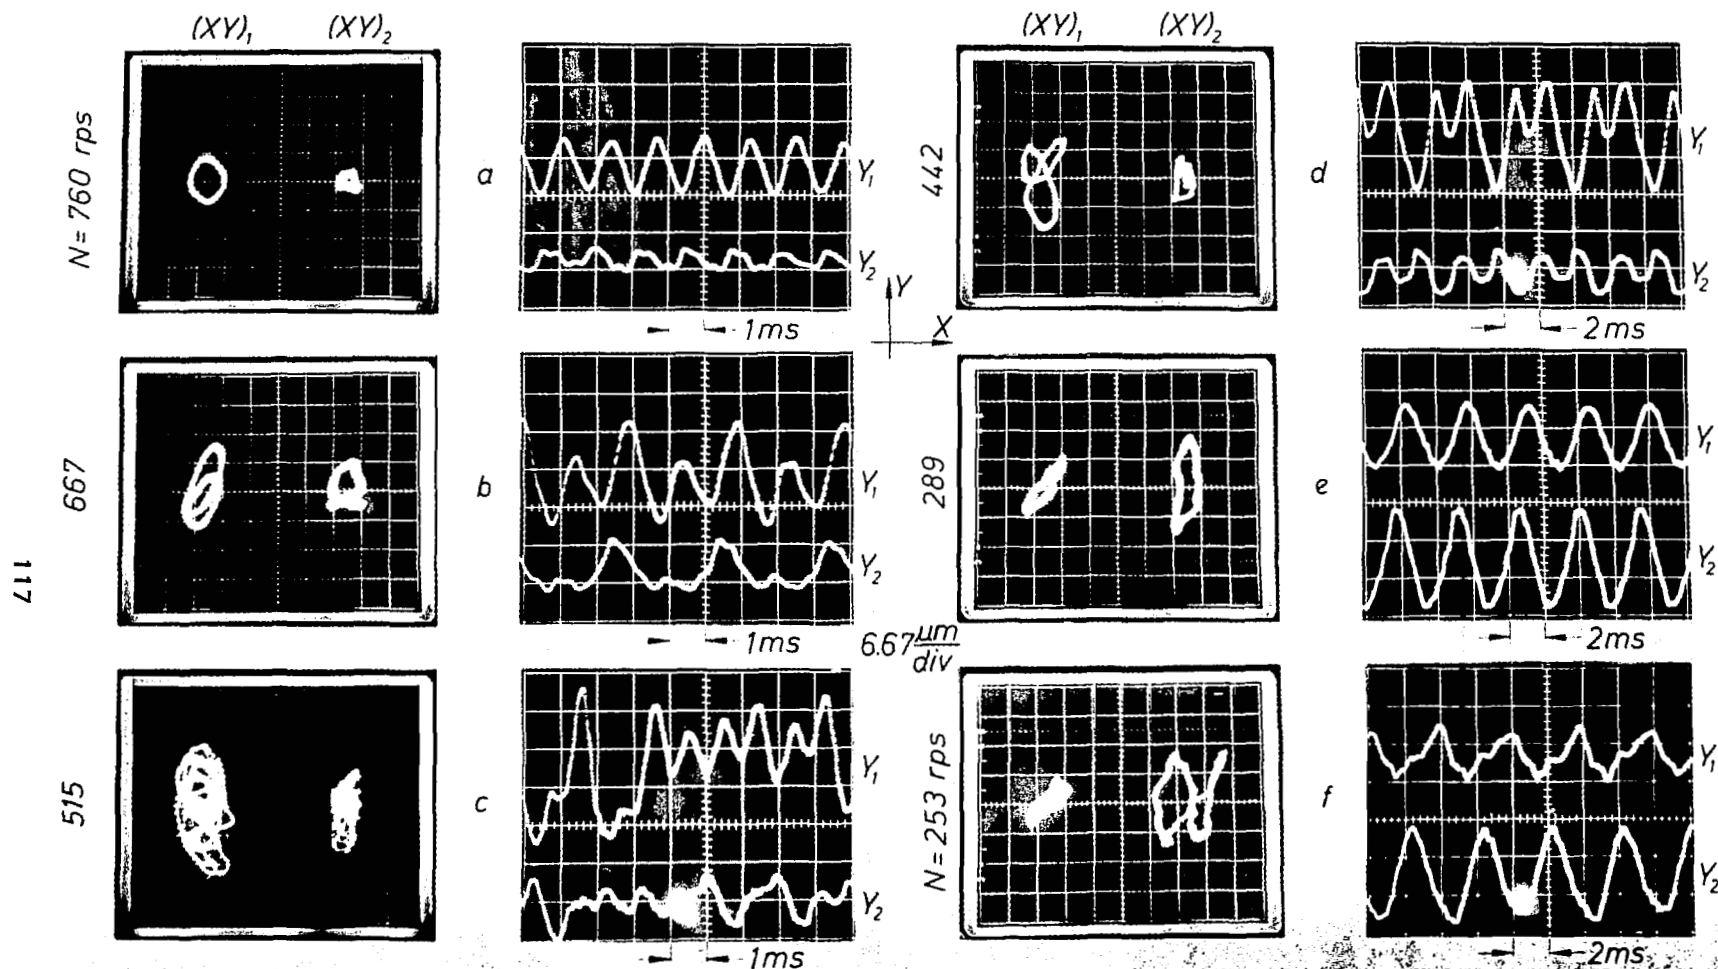 (XY)₁ (XY)₂
N= 760 rps
a
Y₁
Y₂
1ms
667
b
Y₁
Y₂
1ms
515
c
Y₁
Y₂
1ms
Y
X
6.67 μm/div
(XY)₁ (XY)₂
442
d
Y₁
Y₂
2ms
289
e
Y₁
Y₂
2ms
N= 253 rps
f
Y₁
Y₂
2ms
117